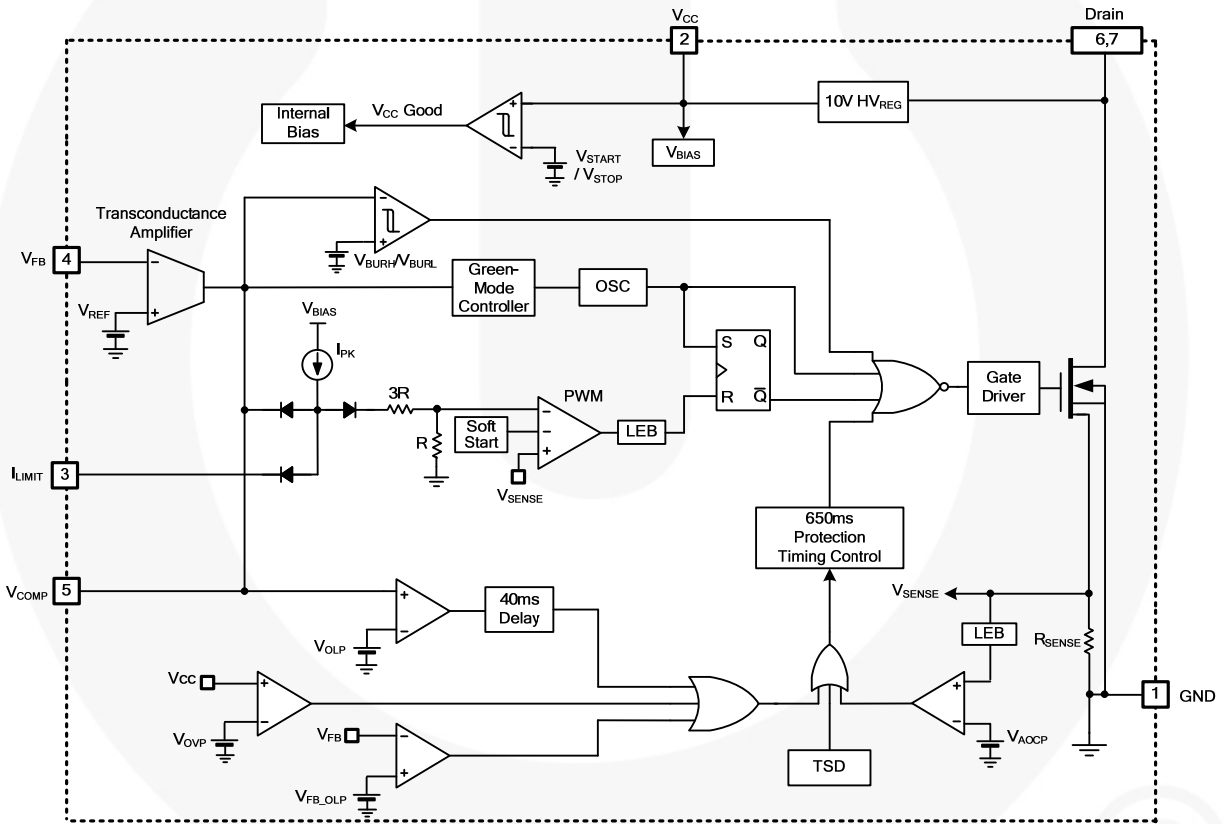 VCC
Drain
2
6,7
10V HVREG
VCC Good
Internal
Bias
+
−
VBIAS
VSTART
/ VSTOP
Transconductance
Amplifier
−
+
VBURH/VBURL
VFB
4
−
+
VREF
Green-
Mode
Controller
OSC
VBIAS
IPK
S
Q
R
Q̅
3R
R
Soft
Start
PWM
−
−
+
LEB
VSENSE
Gate
Driver
ILIMIT
3
650ms
Protection
Timing Control
VCOMP
5
+
−
VOLP
40ms
Delay
VSENSE
LEB
RSENSE
Vcc
+
−
VOVP
VFB
−
+
VFB_OLP
TSD
+
−
VAOCP
1
GND